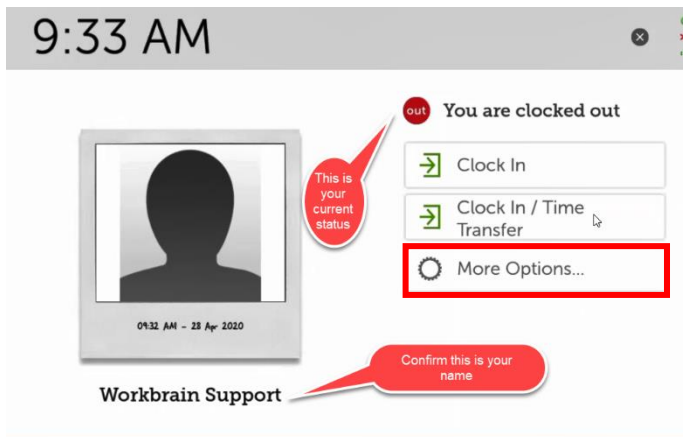 9:33 AM
out You are clocked out
This is
your
current
status
Clock In
Clock In / Time
Transfer
More Options...
09:32 AM - 28 Apr 2020
Confirm this is your
name
Workbrain Support